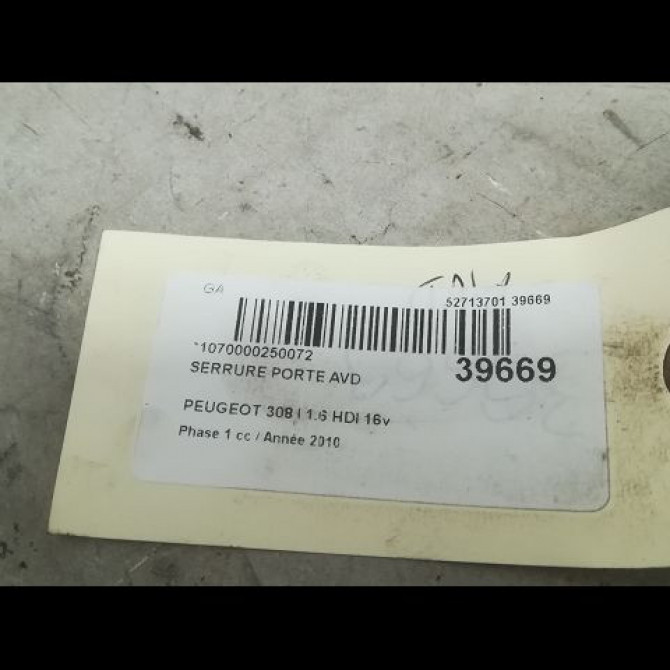 GA
52713701 39669
*1070000250072
39669
SERRURE PORTE AVD
PEUGEOT 308 I 1.6 HDI 16v
Phase 1 cc / Année 2010